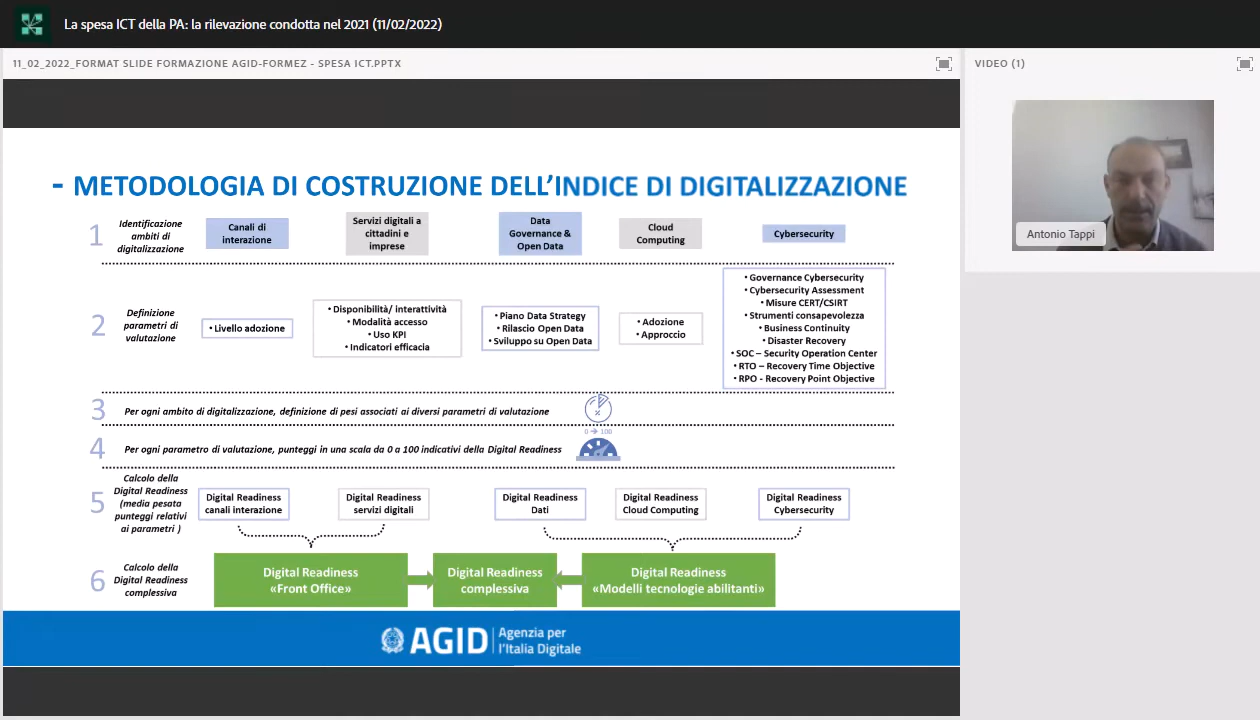 La spesa ICT della PA: la rilevazione condotta nel 2021 (11/02/2022)
11_02_2022_FORMAT SLIDE FORMAZIONE AGID-FORMEZ - SPESA ICT.PPTX
VIDEO (1)
Antonio Tappi
- METODOLOGIA DI COSTRUZIONE DELL'INDICE DI DIGITALIZZAZIONE
1
Identificazione
ambiti di
digitalizzazione
Canali di
interazione
Servizi digitali a
cittadini e
imprese
Data
Governance &
Open Data
Cloud
Computing
Cybersecurity
2
Definizione
parametri di
valutazione
• Livello adozione
• Disponibilità/ interattività
• Modalità accesso
• Uso KPI
• Indicatori efficacia
• Piano Data Strategy
• Rilascio Open Data
• Sviluppo su Open Data
• Adozione
• Approccio
• Governance Cybersecurity
• Cybersecurity Assessment
• Misure CERT/CSIRT
• Strumenti consapevolezza
• Business Continuity
• Disaster Recovery
• SOC – Security Operation Center
• RTO – Recovery Time Objective
• RPO - Recovery Point Objective
3
Per ogni ambito di digitalizzazione, definizione di pesi associati ai diversi parametri di valutazione
%
4
Per ogni parametro di valutazione, punteggi in una scala da 0 a 100 indicativi della Digital Readiness
0 → 100
5
Calcolo della
Digital Readiness
(media pesata
punteggi relativi
ai parametri )
Digital Readiness
canali interazione
Digital Readiness
servizi digitali
Digital Readiness
Dati
Digital Readiness
Cloud Computing
Digital Readiness
Cybersecurity
6
Calcolo della
Digital Readiness
complessiva
Digital Readiness
«Front Office»
Digital Readiness
complessiva
Digital Readiness
«Modelli tecnologie abilitanti»
AGID
Agenzia per
l'Italia Digitale